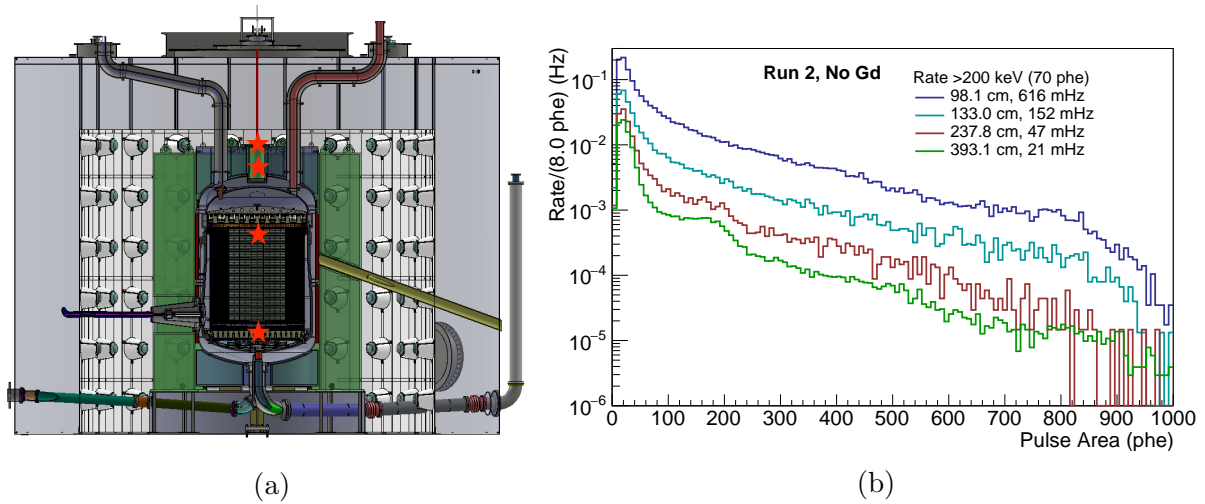 Rate/(8.0 phe) (Hz)
10⁻¹
10⁻²
10⁻³
10⁻⁴
10⁻⁵
10⁻⁶
Run 2, No Gd
Rate >200 keV (70 phe)
98.1 cm, 616 mHz
133.0 cm, 152 mHz
237.8 cm, 47 mHz
393.1 cm, 21 mHz
0 100 200 300 400 500 600 700 800 900 1000
Pulse Area (phe)
(a)
(b)